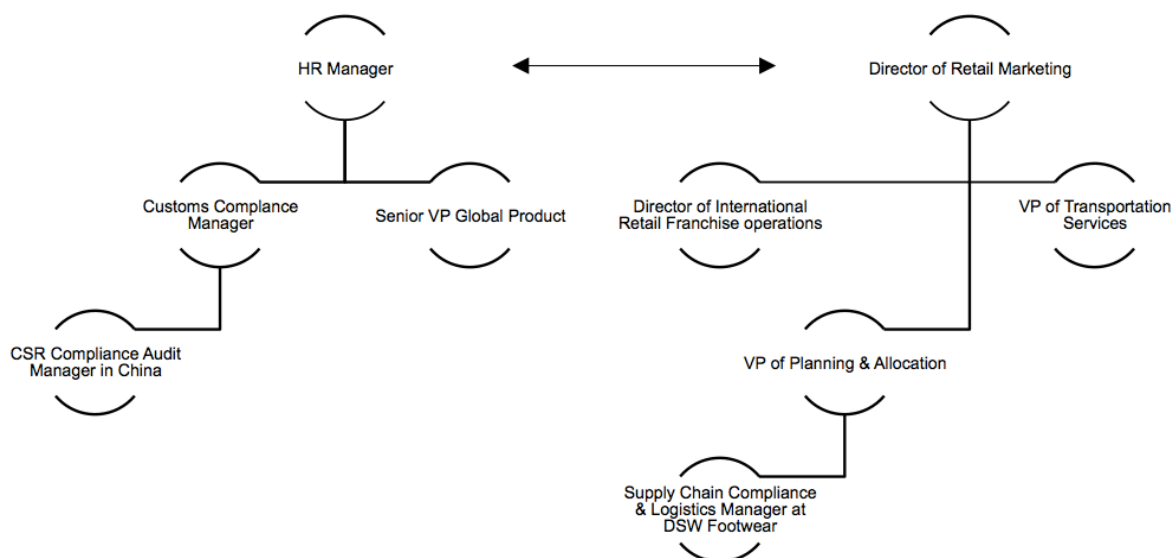 HR Manager
Director of Retail Marketing
Customs Complance
Manager
Senior VP Global Product
Director of International
Retail Franchise operations
VP of Transportation
Services
CSR Compliance Audit
Manager in China
VP of Planning & Allocation
Supply Chain Compliance
& Logistics Manager at
DSW Footwear